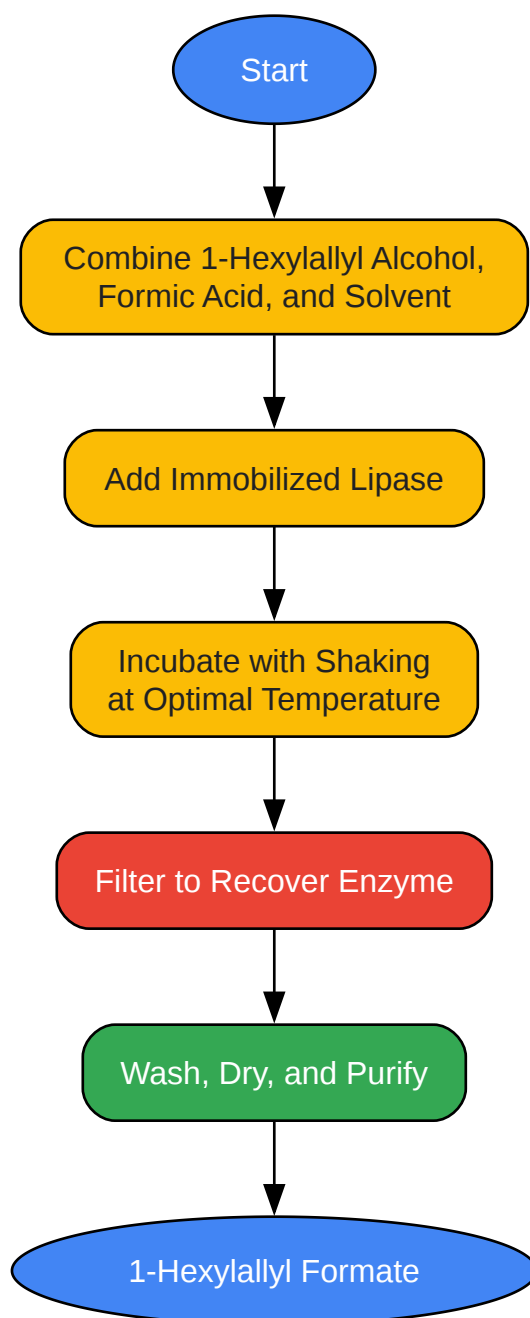 Start
Combine 1-Hexylallyl Alcohol,
Formic Acid, and Solvent
Add Immobilized Lipase
Incubate with Shaking
at Optimal Temperature
Filter to Recover Enzyme
Wash, Dry, and Purify
1-Hexylallyl Formate